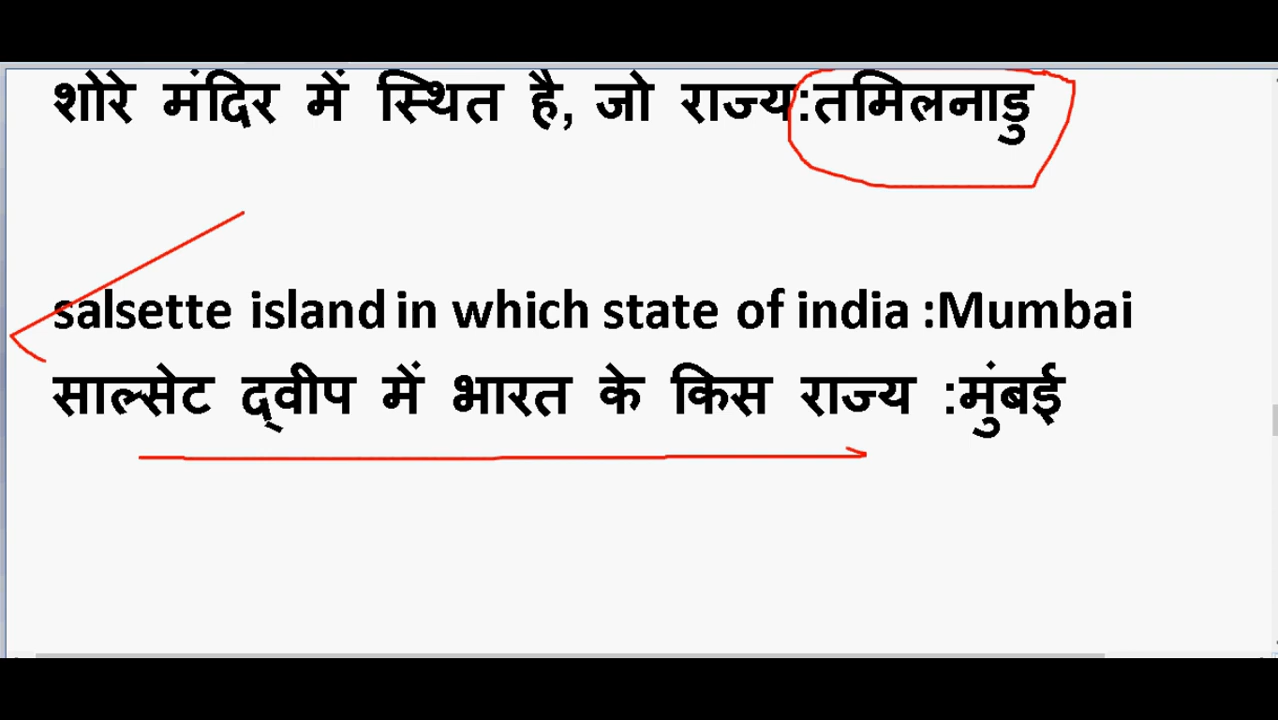 शोरे मंदिर में स्थित है, जो राज्य:तमिलनाडु
salsette island in which state of india :Mumbai
साल्सेट द्वीप में भारत के किस राज्य :मुंबई